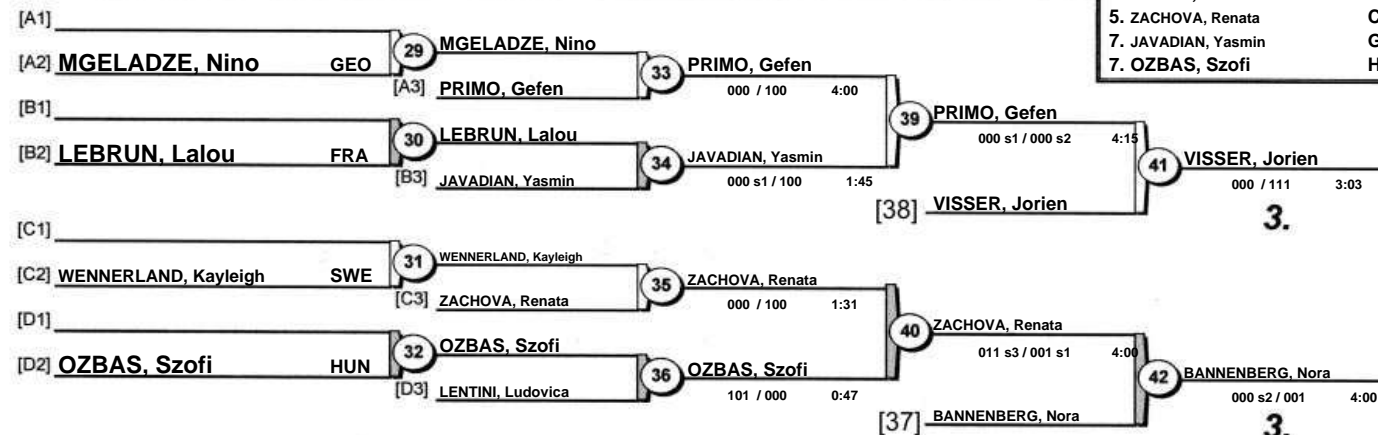 5. ZACHOVA, Renata
7. JAVADIAN, Yasmin
7. OZBAS, Szofi
[A1]
[A2] MGELADZE, Nino GEO
29
MGELADZE, Nino
[A3] PRIMO, Gefen
33
PRIMO, Gefen
000 / 100 4:00
[B1]
[B2] LEBRUN, Lalou FRA
30
LEBRUN, Lalou
[B3] JAVADIAN, Yasmin
34
JAVADIAN, Yasmin
000 s1 / 100 1:45
39
PRIMO, Gefen
000 s1 / 000 s2 4:15
[38] VISSER, Jorien
41
VISSER, Jorien
000 / 111 3:03
3.
[C1]
[C2] WENNERLAND, Kayleigh SWE
31
WENNERLAND, Kayleigh
[C3] ZACHOVA, Renata
35
ZACHOVA, Renata
000 / 100 1:31
[D1]
[D2] OZBAS, Szofi HUN
32
OZBAS, Szofi
[D3] LENTINI, Ludovica
36
OZBAS, Szofi
101 / 000 0:47
40
ZACHOVA, Renata
011 s3 / 001 s1 4:00
[37] BANNENBERG, Nora
42
BANNENBERG, Nora
000 s2 / 001 4:00
3.